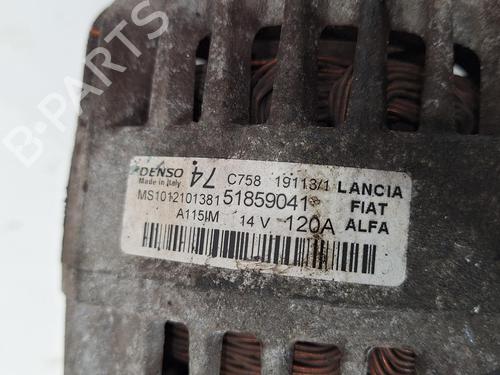 B-PARTS
DENSO 74 C758 19113/1 LANCIA
Made in Italy
MS1012101381 51859041 FIAT
A115IM 14 V 120A ALFA